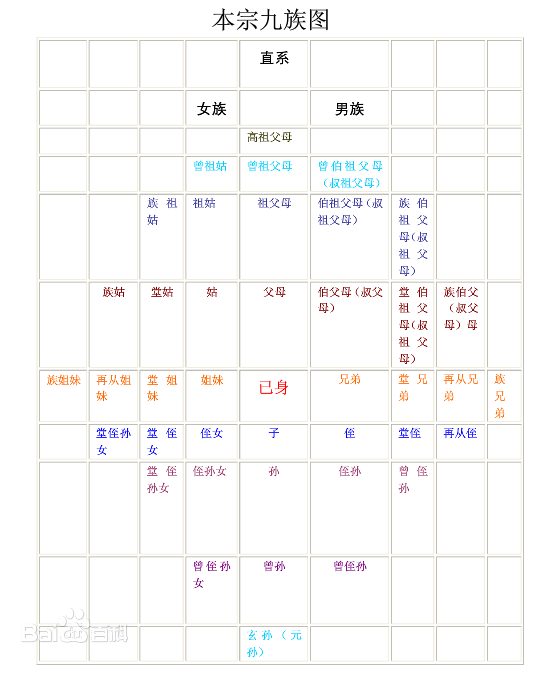 本宗九族图
直系
女族 男族
高祖父母
曾祖姑 曾祖父母 曾伯祖父母（叔祖父母）
族祖姑 祖姑 祖父母 伯祖父母（叔祖父母） 族伯祖父母（叔祖父母）
族姑 堂姑 姑 父母 伯父母（叔父母） 堂伯祖父母（叔祖父母） 族伯父（叔父母）母
族姐妹 再从姐妹 堂姐妹 姐妹 已身 兄弟 堂兄弟 再从兄弟 族兄弟
堂侄孙女 堂侄女 侄女 子 侄 堂侄 再从侄
堂侄孙女 侄孙女 孙 侄孙 曾侄孙
曾侄孙女 曾孙 曾侄孙
玄孙（元孙）
Bai百科